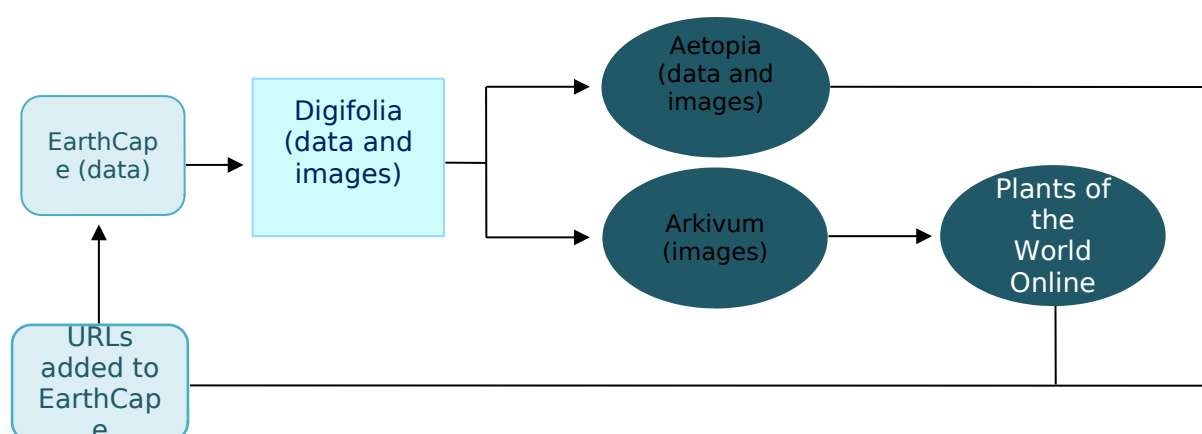 Aetopia
(data and
images)
Digifolia
(data and
images)
EarthCap
e (data)
Plants of
the
World
Online
Arkivum
(images)
URLs
added to
EarthCap
e